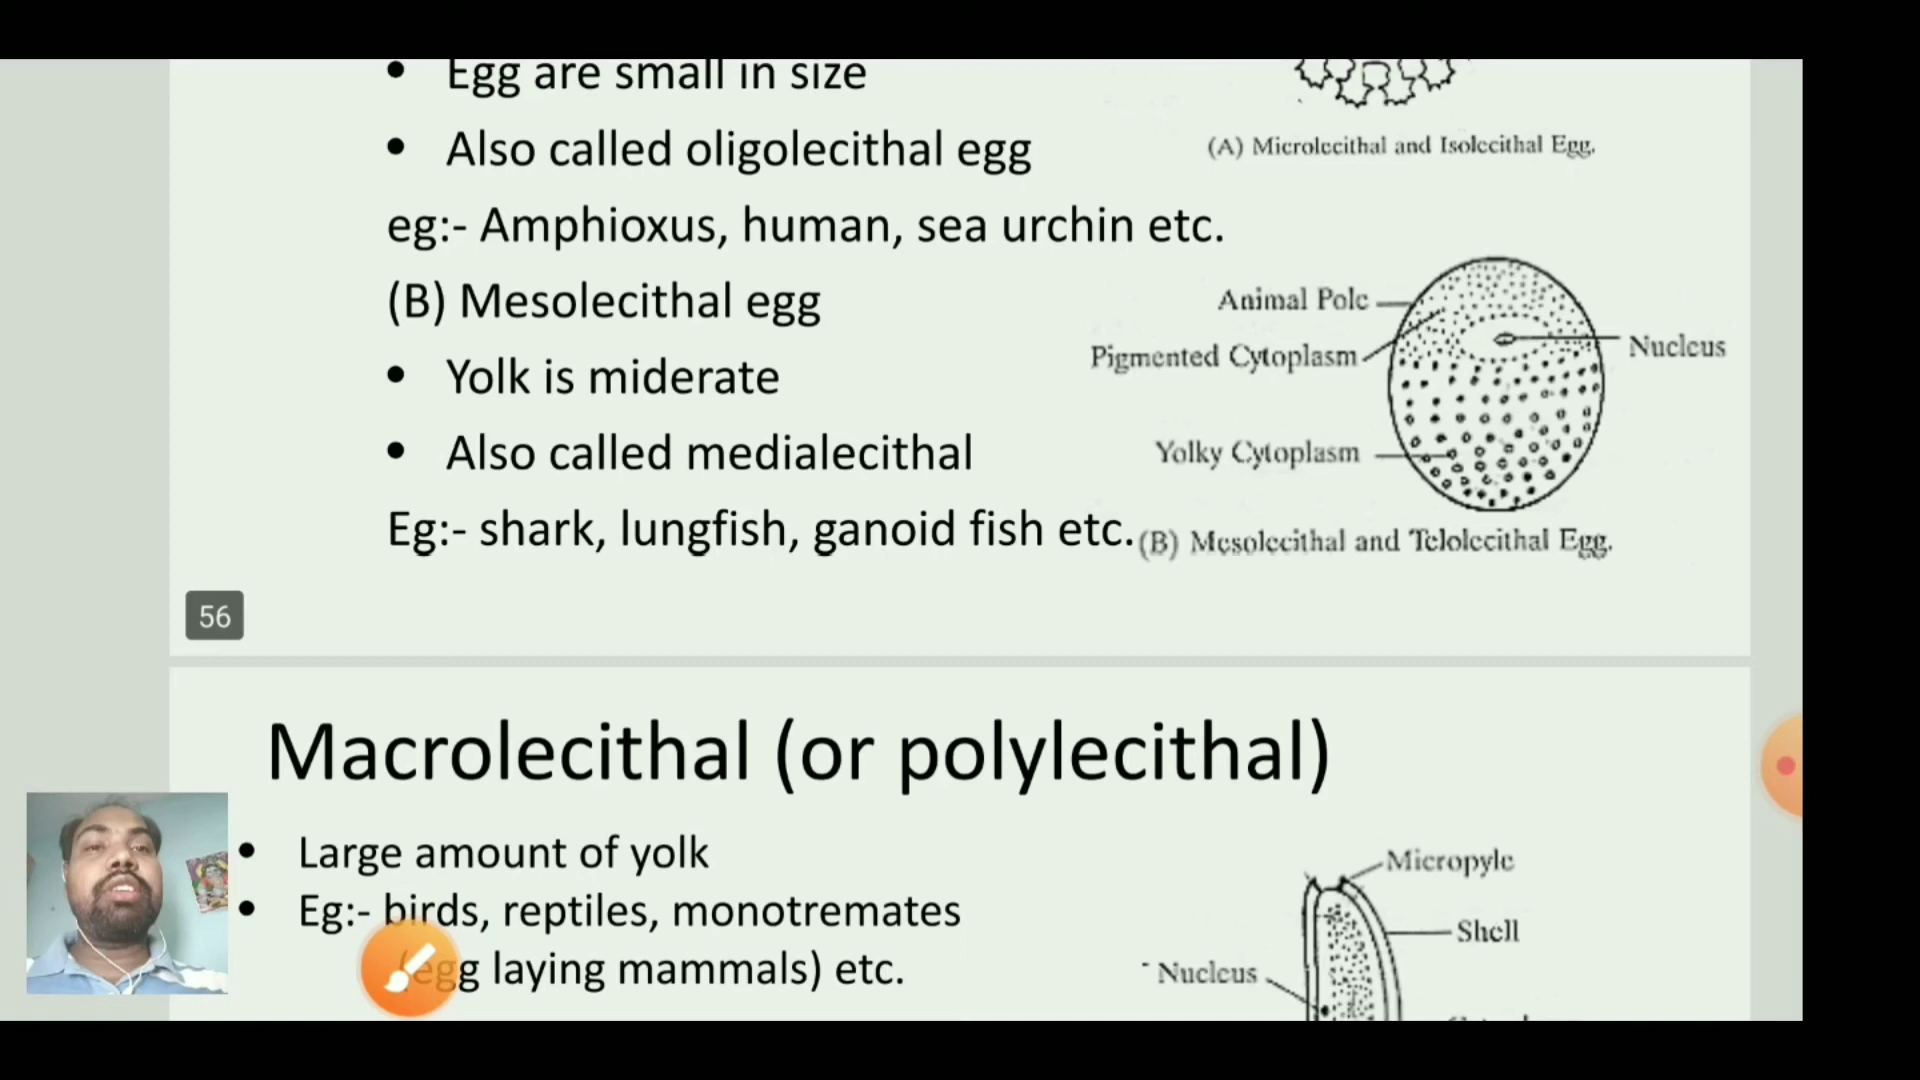 • Egg are small in size
• Also called oligolecithal egg
(A) Microlecithal and Isolecithal Egg.
eg:- Amphioxus, human, sea urchin etc.
(B) Mesolecithal egg
• Yolk is miderate
• Also called medialecithal
Eg:- shark, lungfish, ganoid fish etc.
Animal Pole
Pigmented Cytoplasm
Nucleus
Yolky Cytoplasm
(B) Mesolecithal and Telolecithal Egg.
56
Macrolecithal (or polylecithal)
• Large amount of yolk
• Eg:- birds, reptiles, monotremates
(egg laying mammals) etc.
Micropyle
Shell
Nucleus